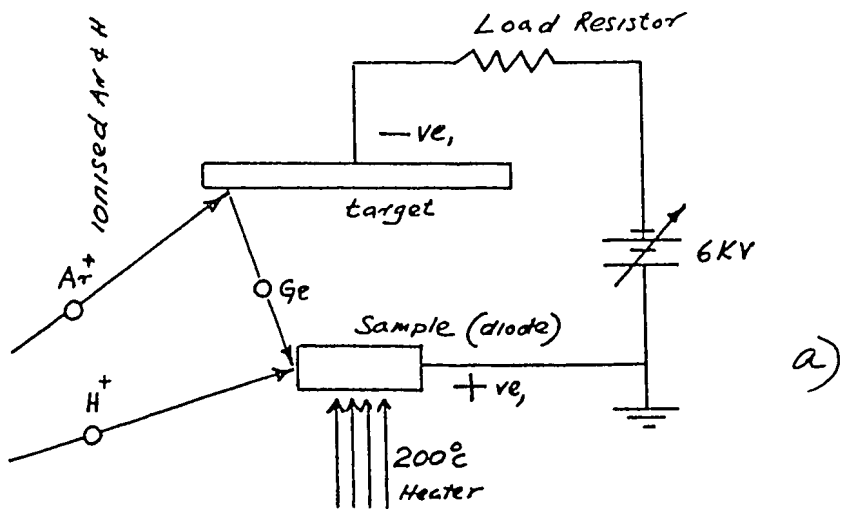 Load Resistor
Ionised Ar & H
—ve,
target
Ar⁺
Ge
6KV
Sample (diode)
a)
+ve,
H⁺
200°c
Heater